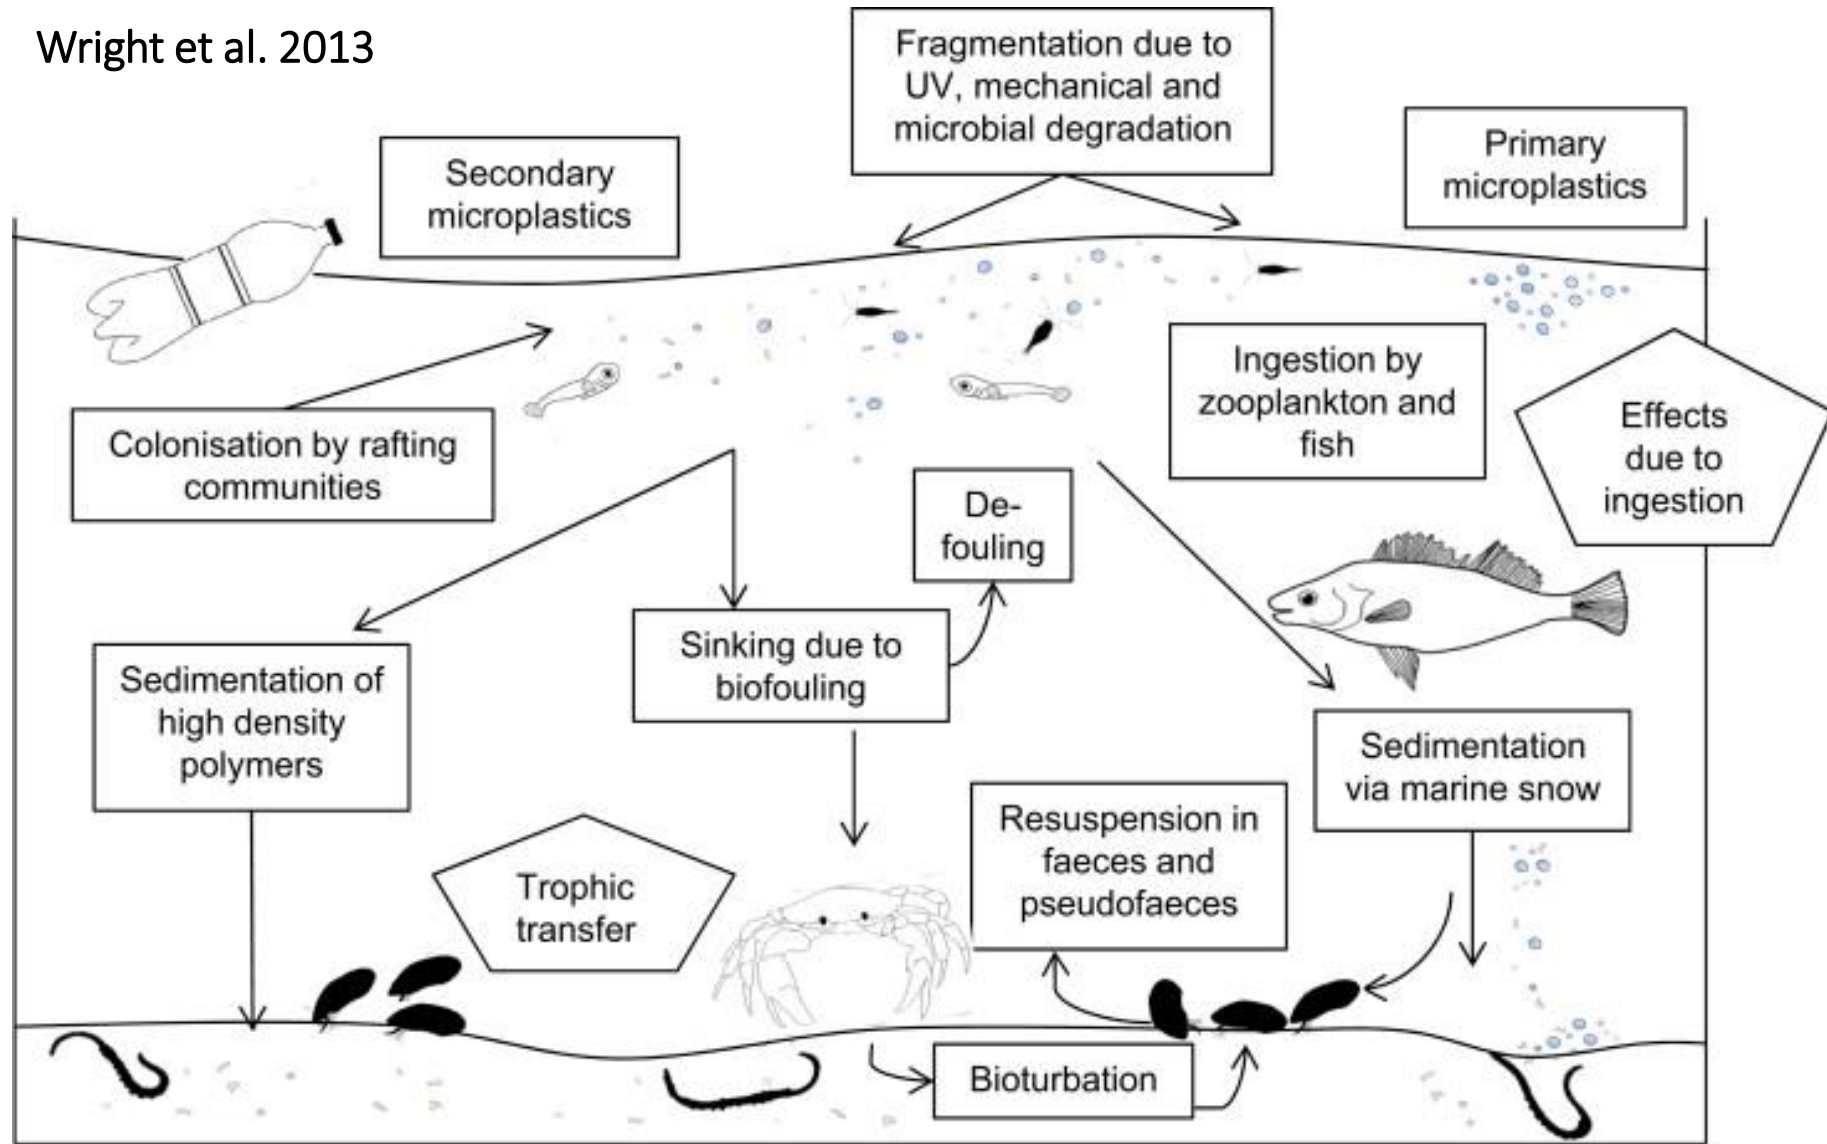 Wright et al. 2013
Fragmentation due to
UV, mechanical and
microbial degradation
Secondary
microplastics
Primary
microplastics
Colonisation by rafting
communities
Ingestion by
zooplankton and
fish
Effects
due to
ingestion
De-
fouling
Sinking due to
biofouling
Sedimentation of
high density
polymers
Sedimentation
via marine snow
Resuspension in
faeces and
pseudofaeces
Trophic
transfer
Bioturbation